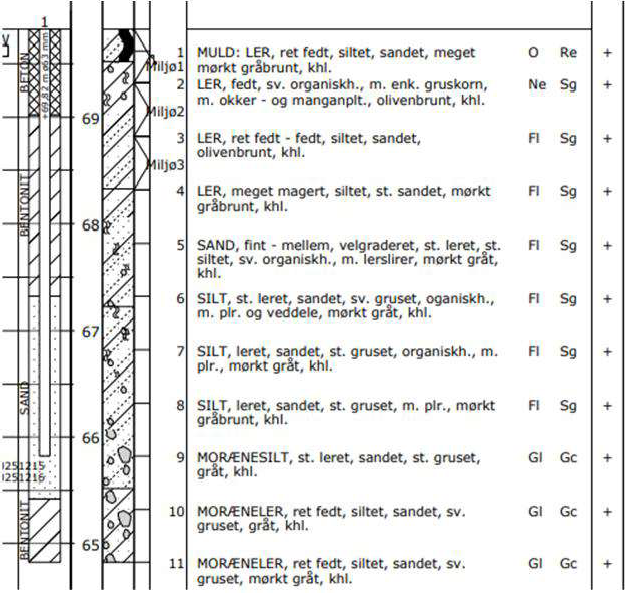 1
BETON
+69.82 m ø63 mm
BENTONIT
SAND
BENTONIT
1251215
1251216
69
68
67
66
65
Miljø1
Miljø2
Miljø3
1 MULD: LER, ret fedt, siltet, sandet, meget O Re +
mørkt gråbrunt, khl.
2 LER, fedt, sv. organiskh., m. enk. gruskorn, Ne Sg +
m. okker - og manganplt., olivenbrunt, khl.
3 LER, ret fedt - fedt, siltet, sandet, Fl Sg +
olivenbrunt, khl.
4 LER, meget magert, siltet, st. sandet, mørkt Fl Sg +
gråbrunt, khl.
5 SAND, fint - mellem, velgraderet, st. leret, st. Fl Sg +
siltet, sv. organiskh., m. lerslirer, mørkt gråt,
khl.
6 SILT, st. leret, sandet, sv. gruset, oganiskh., Fl Sg +
m. plr. og veddele, mørkt gråt, khl.
7 SILT, leret, sandet, st. gruset, organiskh., m. Fl Sg +
plr., mørkt gråt, khl.
8 SILT, leret, sandet, st. gruset, m. plr., mørkt Fl Sg +
gråbrunt, khl.
9 MORÆNESILT, st. leret, sandet, st. gruset, Gl Gc +
gråt, khl.
10 MORÆNELER, ret fedt, siltet, sandet, sv. Gl Gc +
gruset, gråt, khl.
11 MORÆNELER, ret fedt, siltet, sandet, sv. Gl Gc +
gruset, mørkt gråt, khl.